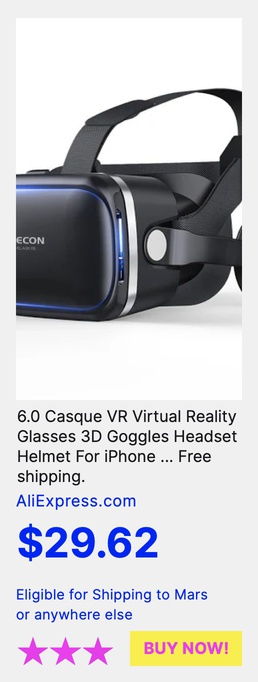 ECON
6.0 Casque VR Virtual Reality
Glasses 3D Goggles Headset
Helmet For iPhone ... Free
shipping.
AliExpress.com
$29.62
Eligible for Shipping to Mars
or anywhere else
BUY NOW!